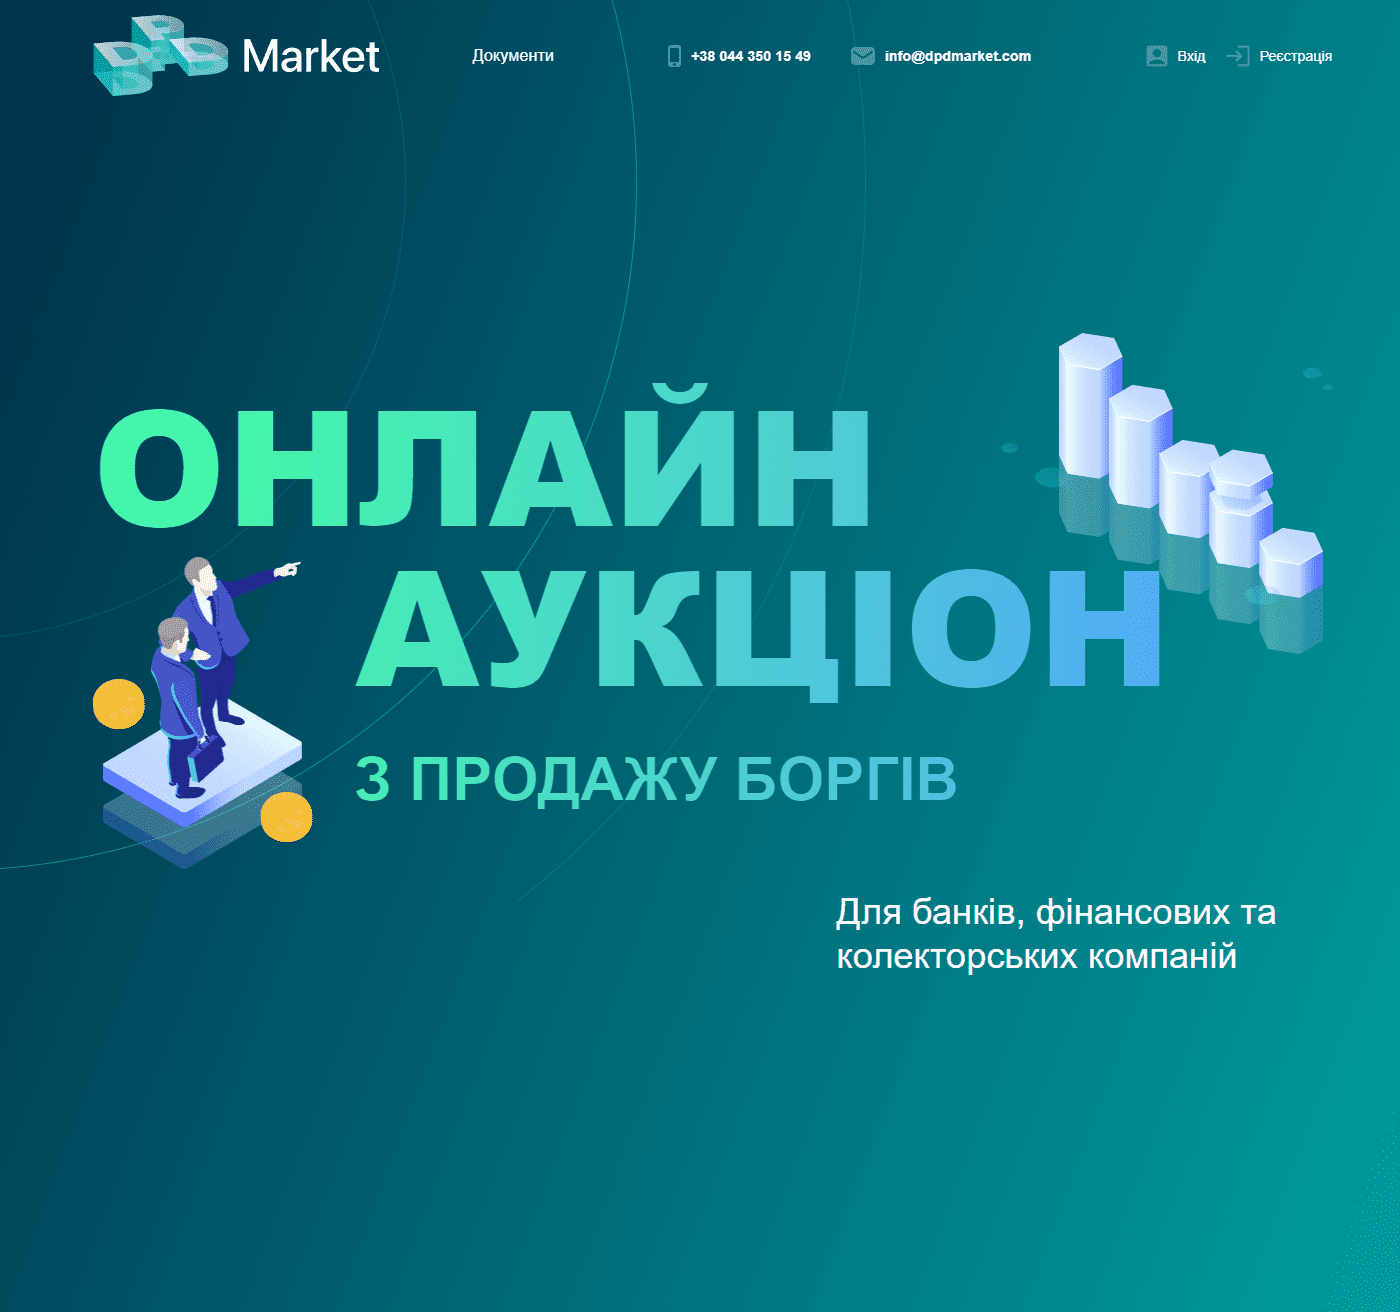 DPD Market
Документи
+38 044 350 15 49
info@dpdmarket.com
Вхід
Реєстрація
ОНЛАЙН
АУКЦІОН
З ПРОДАЖУ БОРГІВ
Для банків, фінансових та
колекторських компаній